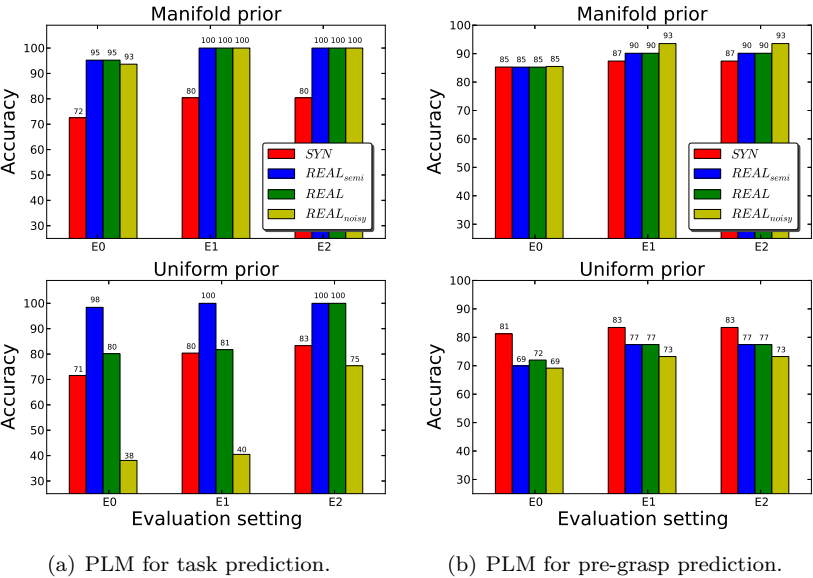 Manifold prior
Accuracy
100
90
80
70
60
50
40
30
72 95 95 93
80 100 100 100
80 100 100 100
E0 E1 E2
SYN
REAL_semi
REAL
REAL_noisy
Manifold prior
Accuracy
100
90
80
70
60
50
40
30
85 85 85 85
87 90 90 93
87 90 90 93
E0 E1 E2
SYN
REAL_semi
REAL
REAL_noisy
Uniform prior
Accuracy
100
90
80
70
60
50
40
30
71 98 80 38
80 100 81 40
83 100 100 75
E0 E1 E2
Evaluation setting
Uniform prior
Accuracy
100
90
80
70
60
50
40
30
81 69 72 69
83 77 77 73
83 77 77 73
E0 E1 E2
Evaluation setting
(a) PLM for task prediction.
(b) PLM for pre-grasp prediction.